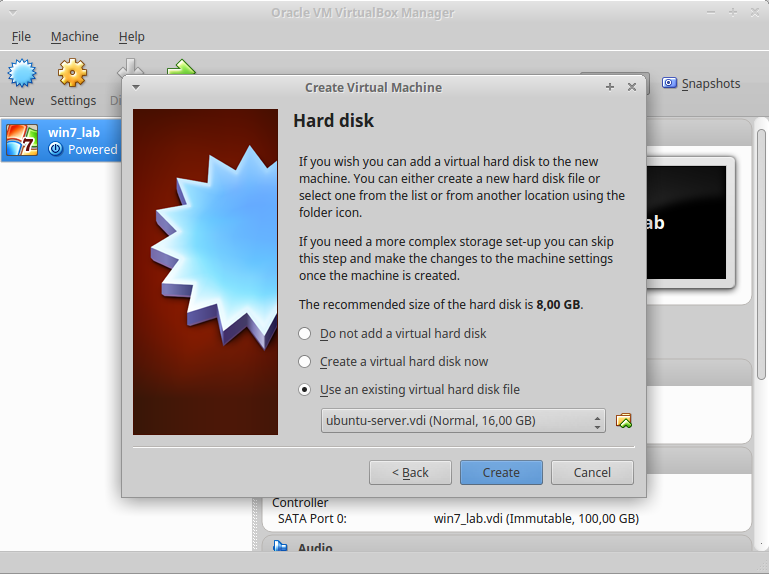 Oracle VM VirtualBox Manager
File Machine Help
New Settings
Snapshots
win7_lab
Powered
Create Virtual Machine
Hard disk
If you wish you can add a virtual hard disk to the new
machine. You can either create a new hard disk file or
select one from the list or from another location using the
folder icon.
If you need a more complex storage set-up you can skip
this step and make the changes to the machine settings
once the machine is created.
The recommended size of the hard disk is 8,00 GB.
Do not add a virtual hard disk
Create a virtual hard disk now
Use an existing virtual hard disk file
ubuntu-server.vdi (Normal, 16,00 GB)
< Back Create Cancel
ab
Controller
SATA Port 0: win7_lab.vdi (Immutable, 100,00 GB)
Audio